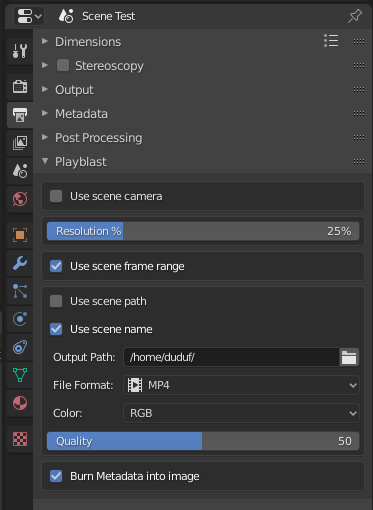 Scene Test
Dimensions
Stereoscopy
Output
Metadata
Post Processing
Playblast
Use scene camera
Resolution % 25%
Use scene frame range
Use scene path
Use scene name
Output Path: /home/duduf/
File Format: MP4
Color: RGB
Quality 50
Burn Metadata into image